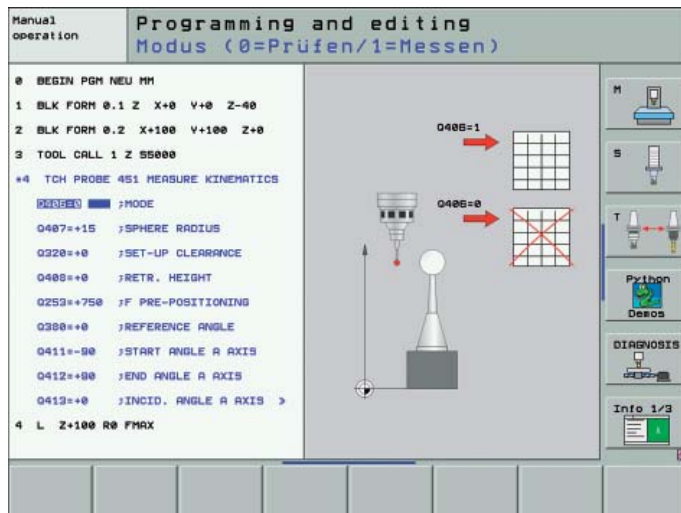 Manual
operation
Programming and editing
Modus (0=Prüfen/1=Messen)
0 BEGIN PGM NEU MM
1 BLK FORM 0.1 Z X+0 Y+0 Z-40
2 BLK FORM 0.2 X+100 Y+100 Z+0
3 TOOL CALL 1 Z S5000
*4 TCH PROBE 451 MEASURE KINEMATICS
Q406=0 ;MODE
Q407=+15 ;SPHERE RADIUS
Q320=+0 ;SET-UP CLEARANCE
Q408=+0 ;RETR. HEIGHT
Q253=+750 ;F PRE-POSITIONING
Q380=+0 ;REFERENCE ANGLE
Q411=-90 ;START ANGLE A AXIS
Q412=+90 ;END ANGLE A AXIS
Q413=+0 ;INCID. ANGLE A AXIS »
4 L Z+100 R0 FMAX
Q406=1
Q406=0
M
S
T
Python
Demos
DIAGNOSIS
Info 1/3